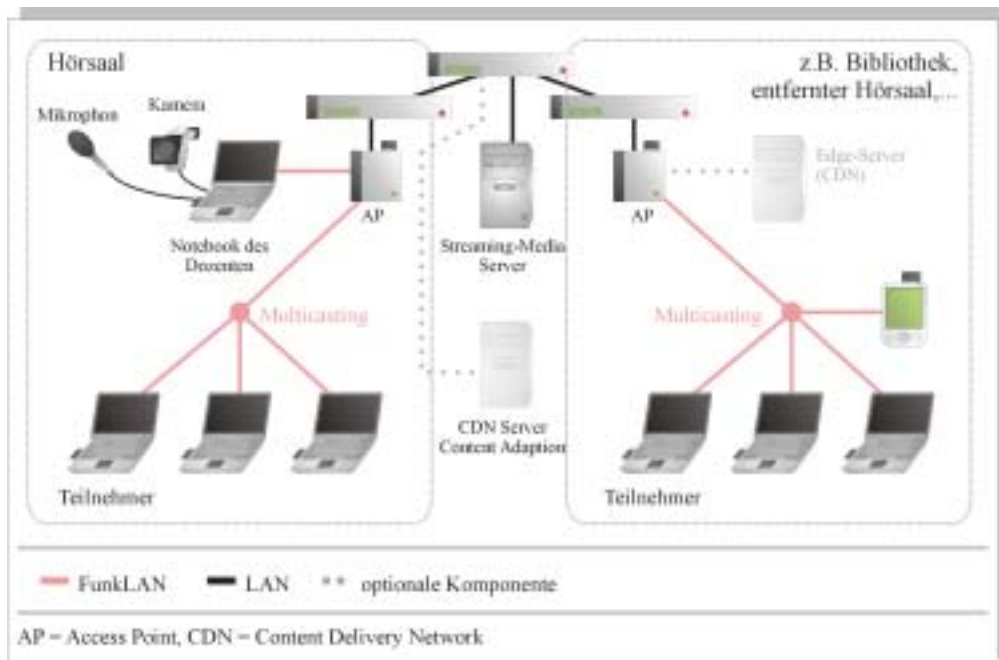 Hörsaal
z.B. Bibliothek,
entfernter Hörsaal,...
Kamera
Mikrophon
Edge-Server
(CDN)
AP
AP
Notebook des
Dozenten
Streaming-Media
Server
Multicasting
Multicasting
CDN Server
Content Adaption
Teilnehmer
Teilnehmer
FunkLAN
LAN
optionale Komponente
AP = Access Point, CDN = Content Delivery Network